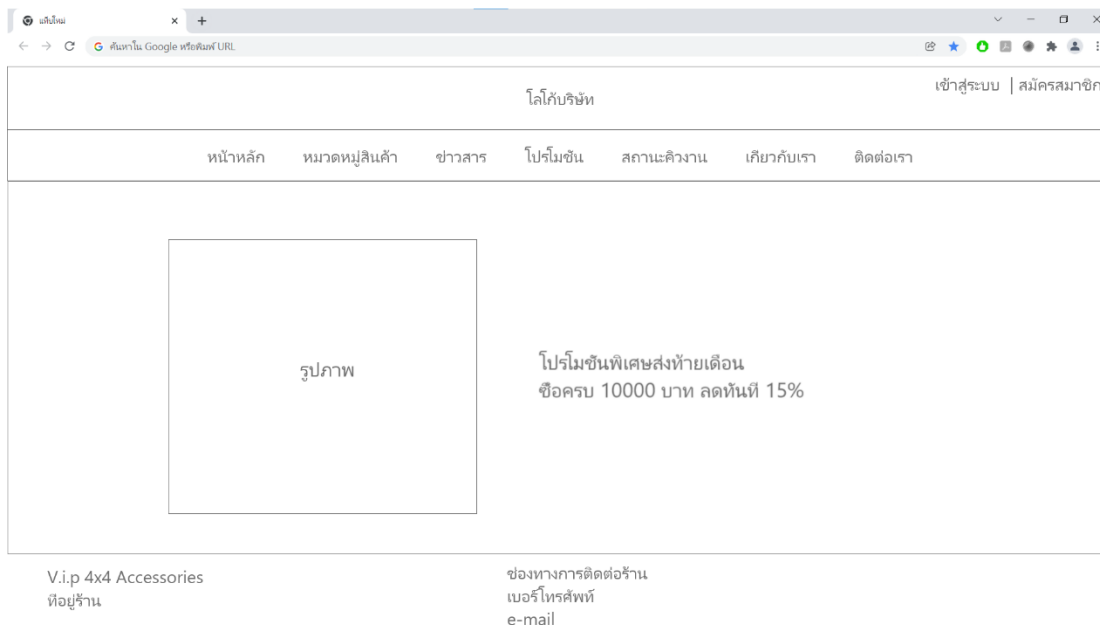 แท็บใหม่
ค้นหาใน Google หรือพิมพ์ URL
เข้าสู่ระบบ | สมัครสมาชิก
โลโก้บริษัท
หน้าหลัก หมวดหมู่สินค้า ข่าวสาร โปรโมชัน สถานะคิวงาน เกี่ยวกับเรา ติดต่อเรา
รูปภาพ
โปรโมชันพิเศษส่งท้ายเดือน
ซื้อครบ 10000 บาท ลดทันที 15%
V.i.p 4x4 Accessories
ที่อยู่ร้าน
ช่องทางการติดต่อร้าน
เบอร์โทรศัพท์
e-mail